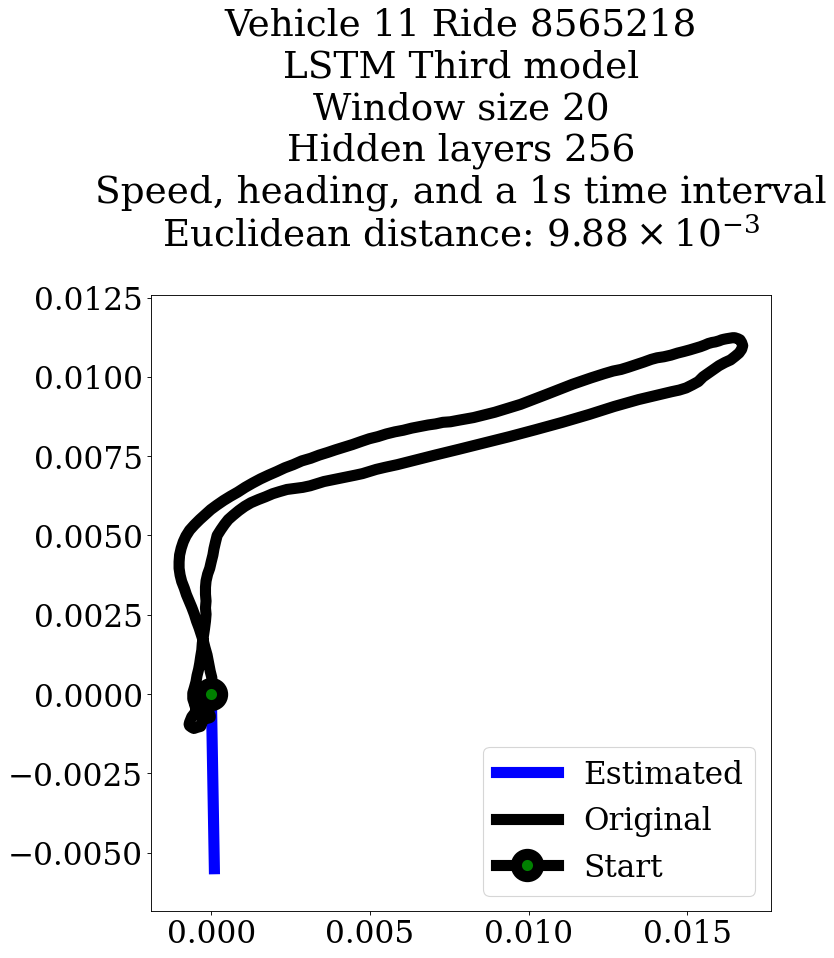 Vehicle 11 Ride 8565218
LSTM Third model
Window size 20
Hidden layers 256
Speed, heading, and a 1s time interval
Euclidean distance: 9.88 × 10⁻³
0.0125
0.0100
0.0075
0.0050
0.0025
0.0000
−0.0025
−0.0050
Estimated
Original
Start
0.000 0.005 0.010 0.015